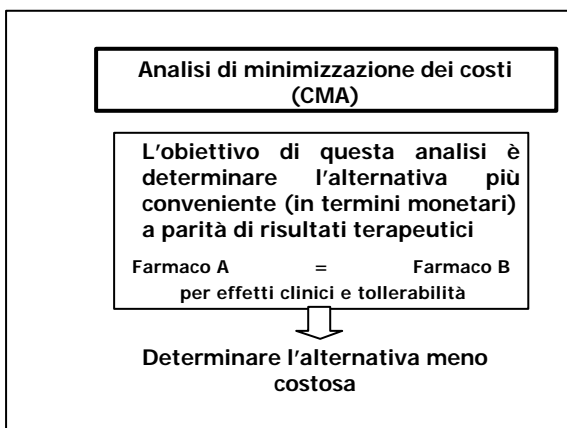 Analisi di minimizzazione dei costi
(CMA)
L'obiettivo di questa analisi è
determinare l'alternativa più
conveniente (in termini monetari)
a parità di risultati terapeutici
Farmaco A = Farmaco B
per effetti clinici e tollerabilità
Determinare l'alternativa meno
costosa